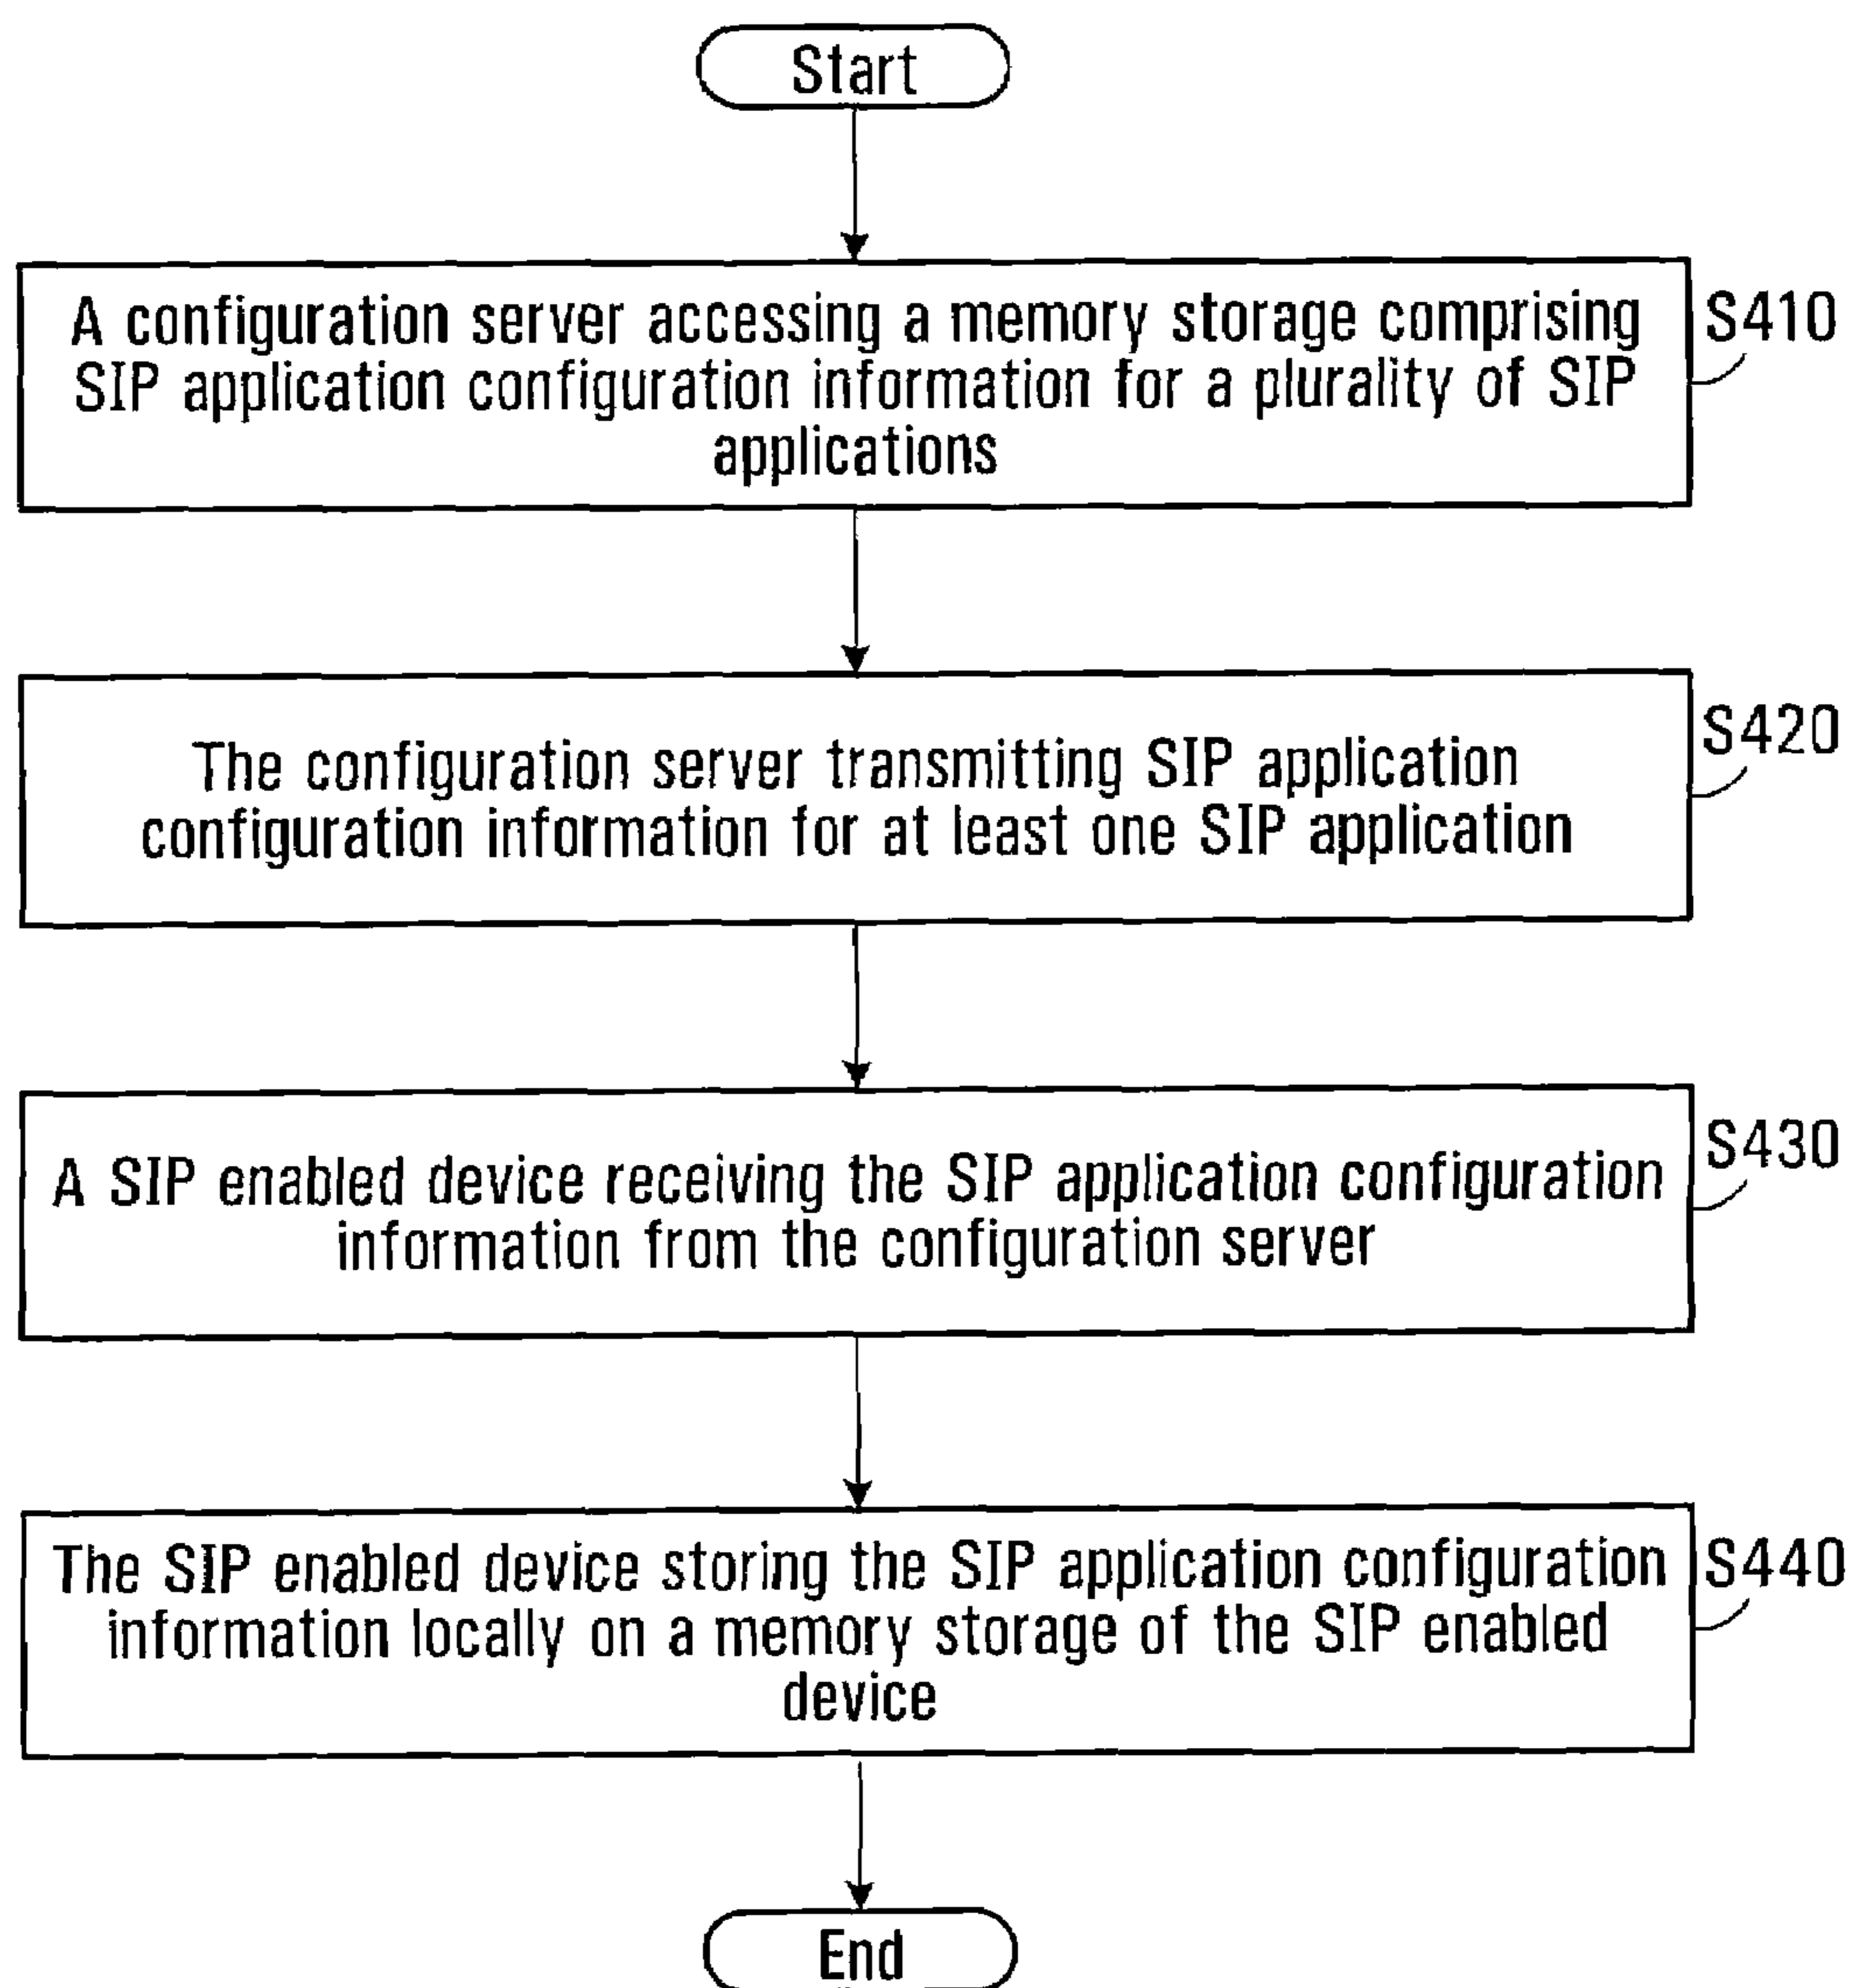 Start
A configuration server accessing a memory storage comprising
SIP application configuration information for a plurality of SIP
applications
S410
The configuration server transmitting SIP application
configuration information for at least one SIP application
S420
A SIP enabled device receiving the SIP application configuration
information from the configuration server
S430
The SIP enabled device storing the SIP application configuration
information locally on a memory storage of the SIP enabled
device
S440
End